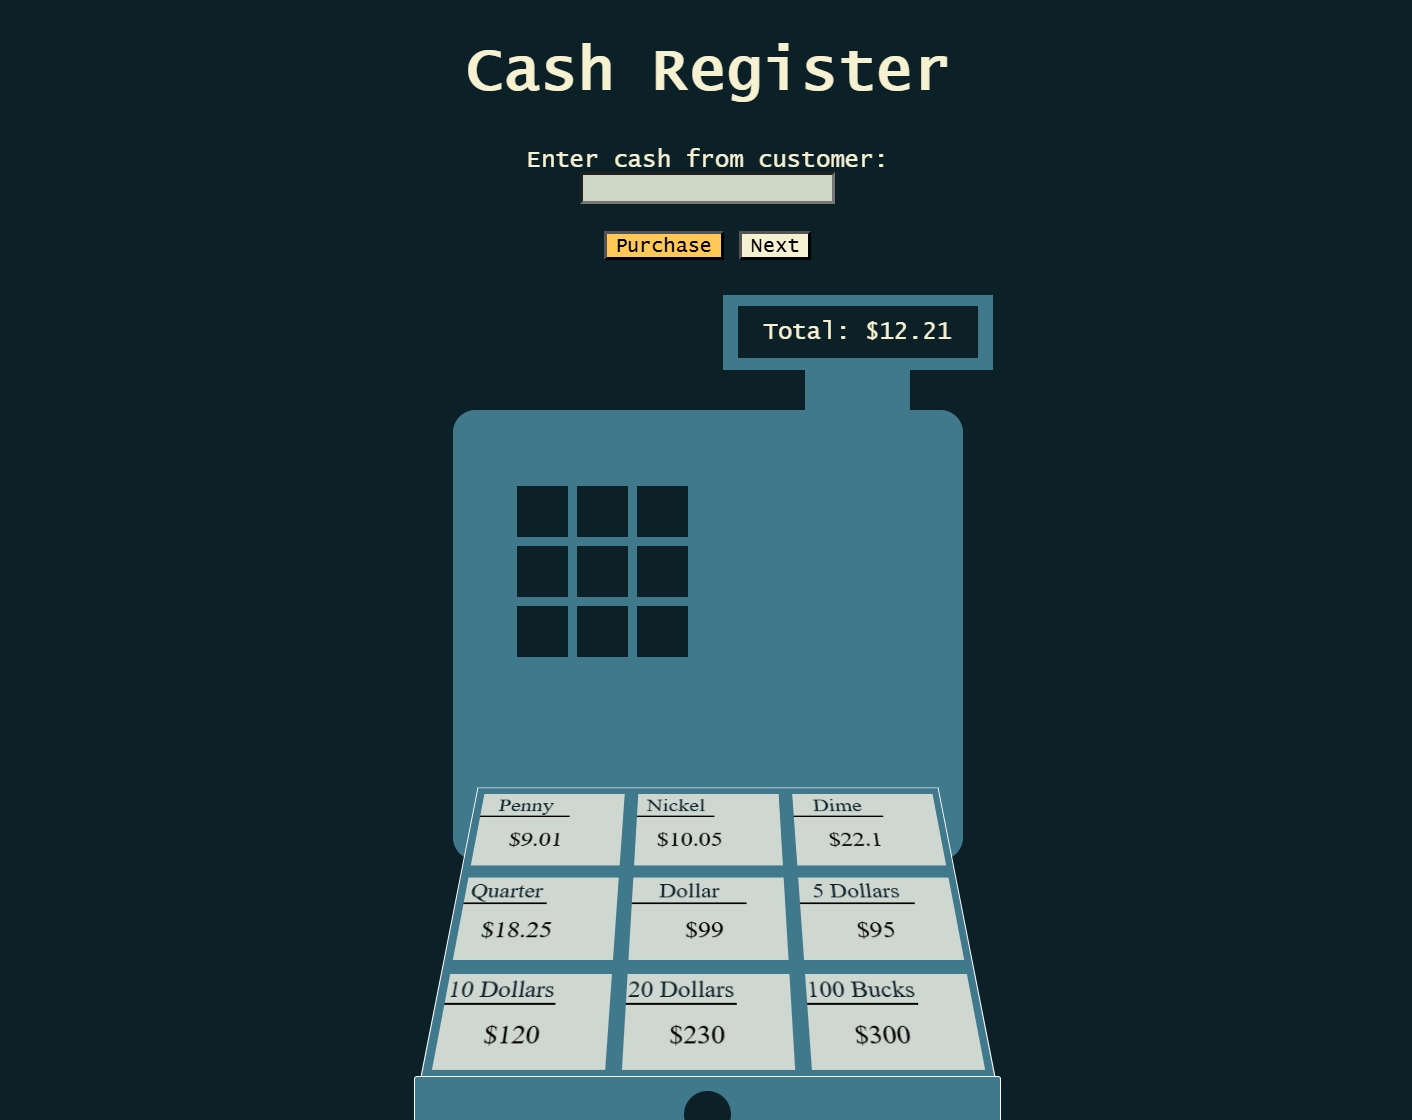 Cash Register
Enter cash from customer:
Purchase Next
Total: $12.21
Penny Nickel Dime
$9.01 $10.05 $22.1
Quarter Dollar 5 Dollars
$18.25 $99 $95
10 Dollars 20 Dollars 100 Bucks
$120 $230 $300